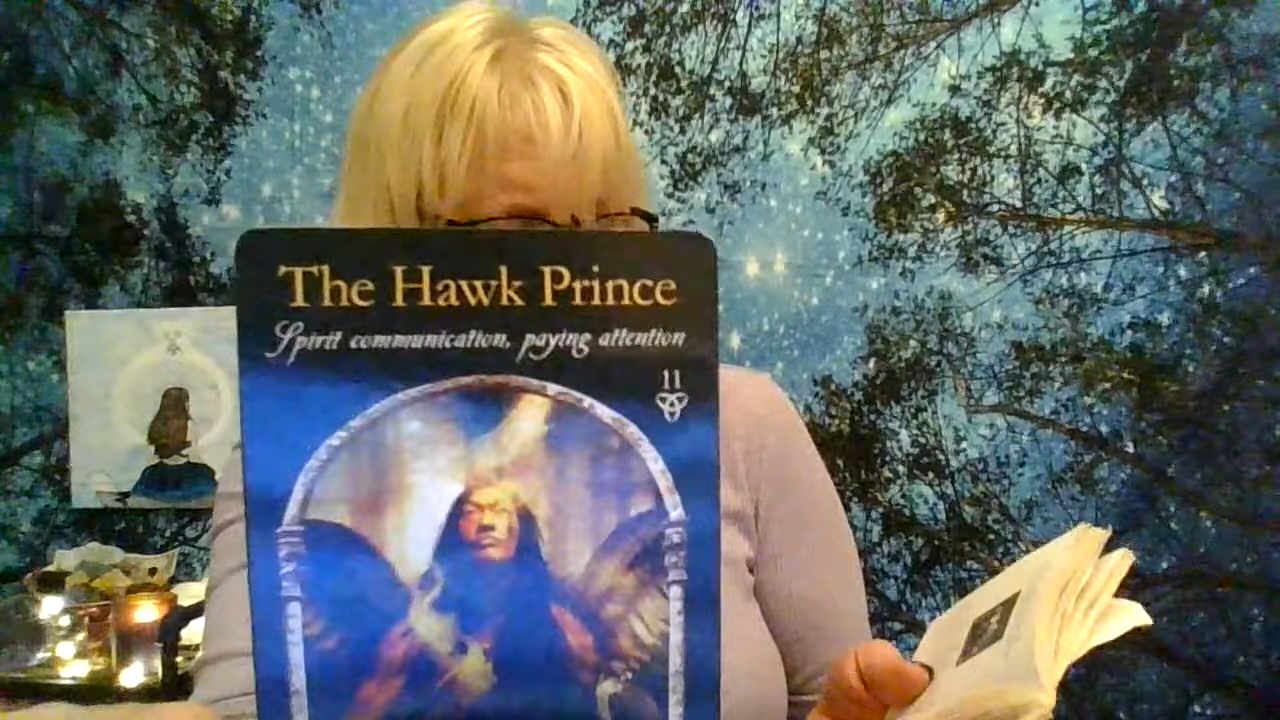 The Hawk Prince
Spirit communication, paying attention
11